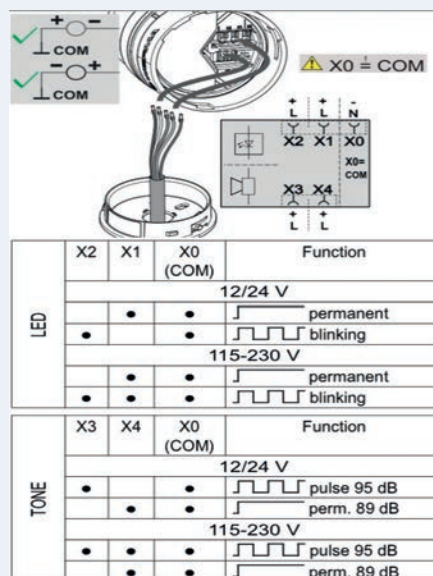 + -
COM
- +
COM
X0 ≟ COM
+ + -
L L N
X2 X1 X0
X0=
COM
X3 X4
L L
+ +
X2 X1 X0 (COM) Function
LED
12/24 V
• • permanent
• • blinking
115-230 V
• • permanent
• • • blinking
X3 X4 X0 (COM) Function
TONE
12/24 V
• • pulse 95 dB
• • perm. 89 dB
115-230 V
• • • pulse 95 dB
• • perm. 89 dB